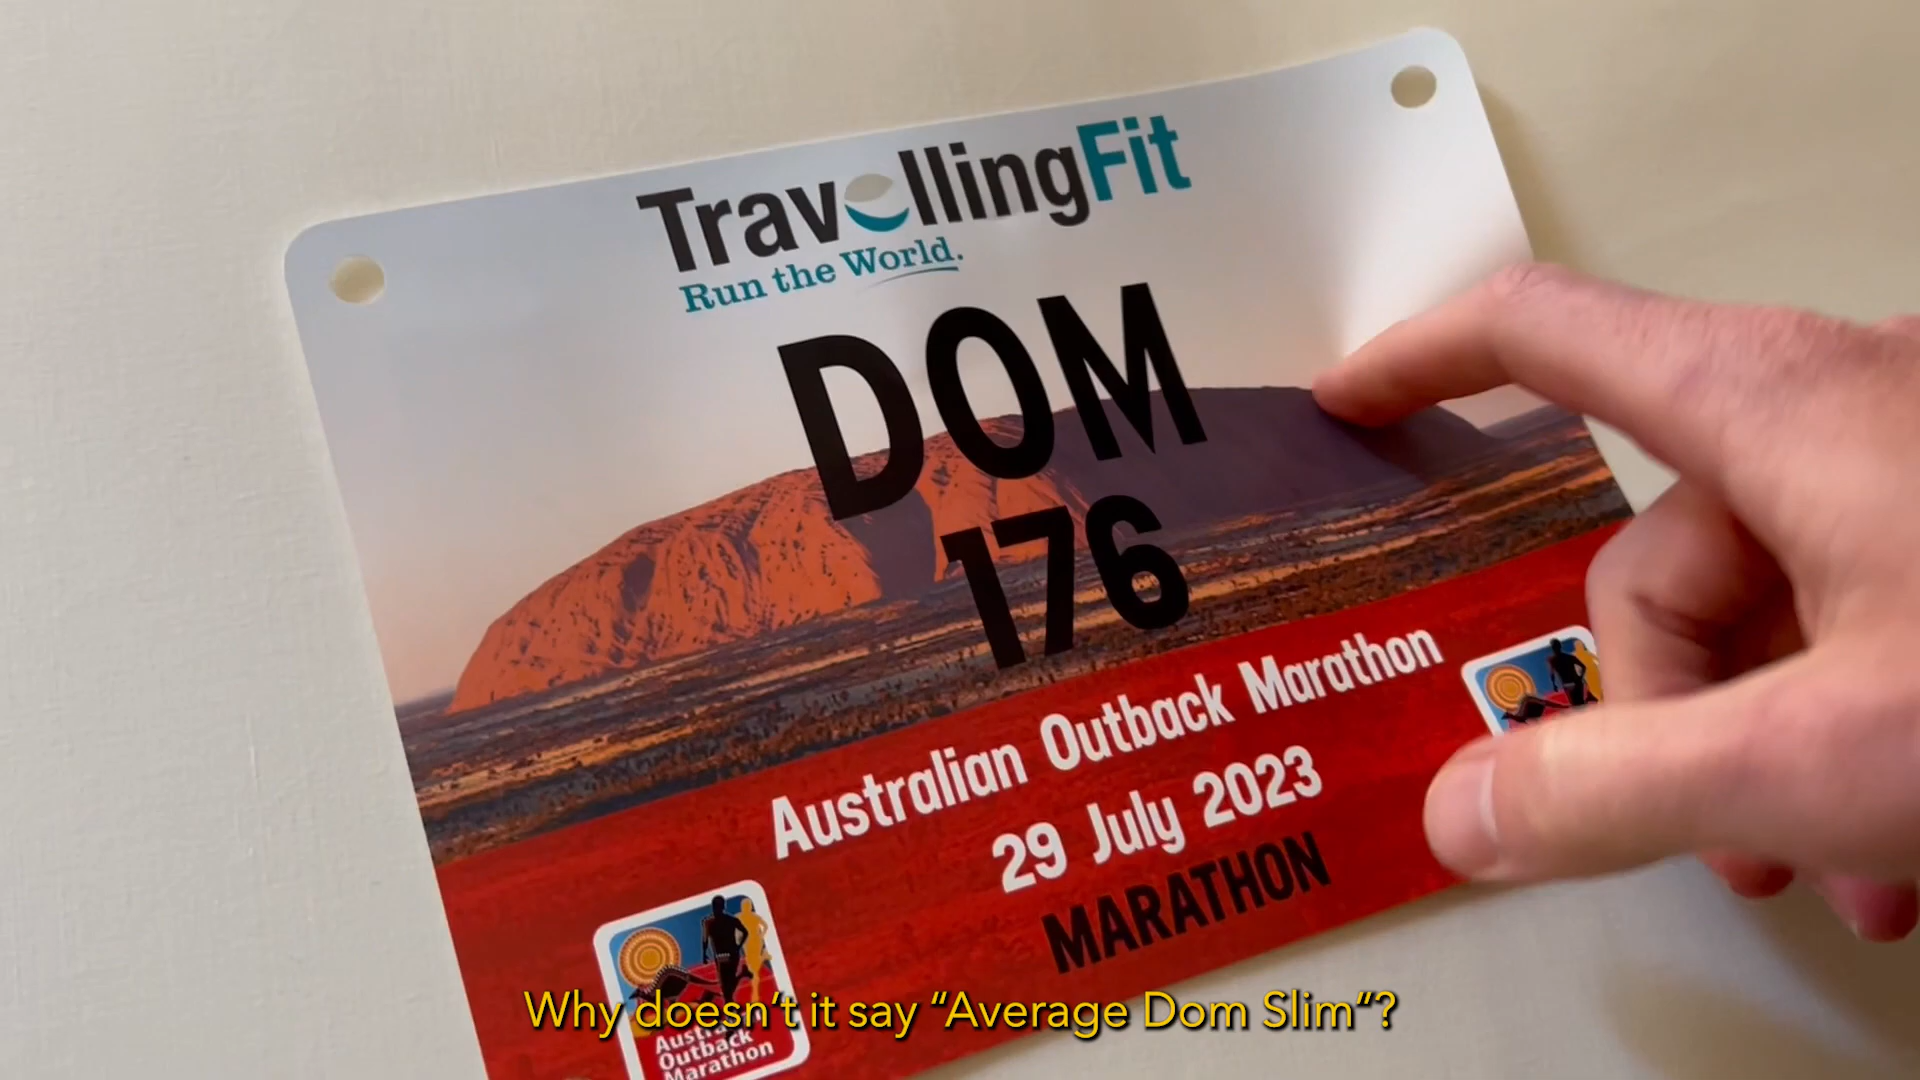 TravellingFit
Run the World.
DOM
176
Australian Outback Marathon
29 July 2023
MARATHON
Australian
Outback
Marathon
Why doesn't it say “Average Dom Slim”?